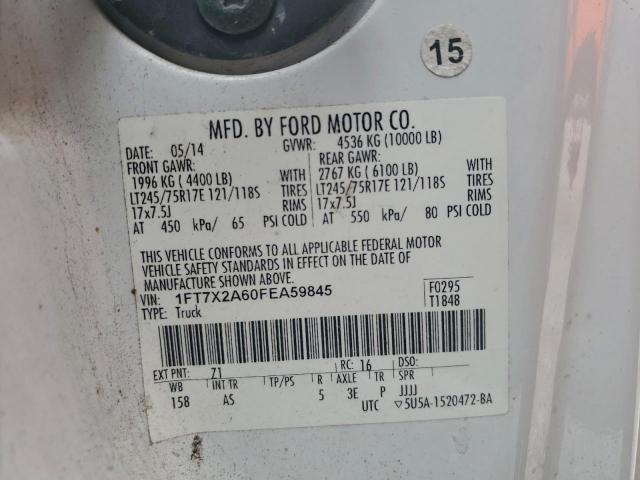 15
MFD. BY FORD MOTOR CO.
DATE: 05/14 GVWR: 4536 KG (10000 LB)
FRONT GAWR: REAR GAWR:
1996 KG ( 4400 LB) WITH 2767 KG ( 6100 LB) WITH
LT245/75R17E 121/118S TIRES LT245/75R17E 121/118S TIRES
17x7.5J RIMS 17x7.5J RIMS
AT 450 kPa/ 65 PSI COLD AT 550 kPa/ 80 PSI COLD
THIS VEHICLE CONFORMS TO ALL APPLICABLE FEDERAL MOTOR
VEHICLE SAFETY STANDARDS IN EFFECT ON THE DATE OF
MANUFACTURE SHOWN ABOVE.
VIN: 1FT7X2A60FEA59845 F0295
TYPE: Truck T1848
EXT PNT: Z1 RC: 16 DSO:
WB INT TR TP/PS R AXLE TR SPR
158 AS 5 3E P JJJJ
UTC ▽5U5A-1520472-BA